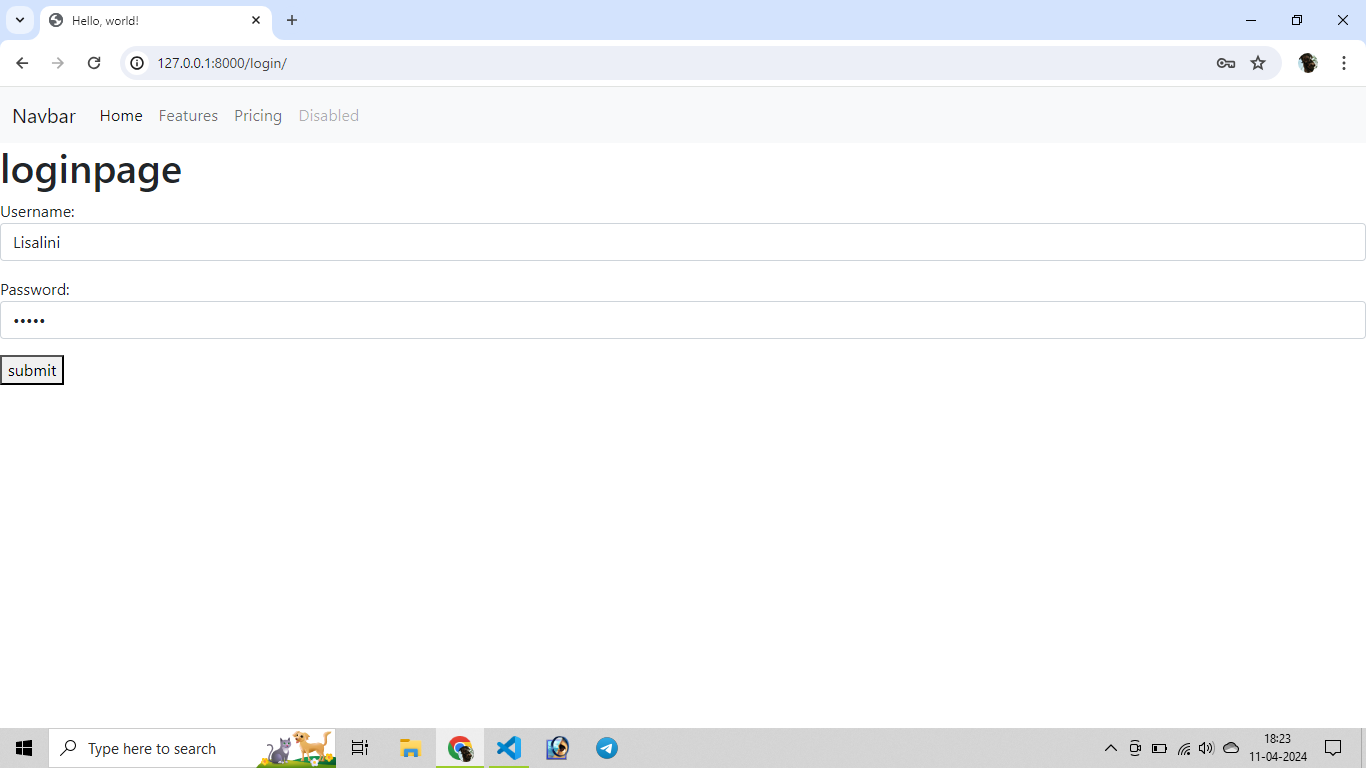 Hello, world!
127.0.0.1:8000/login/
Navbar Home Features Pricing Disabled
loginpage
Username:
Lisalini
Password:
•••••
submit
Type here to search
18:23
11-04-2024